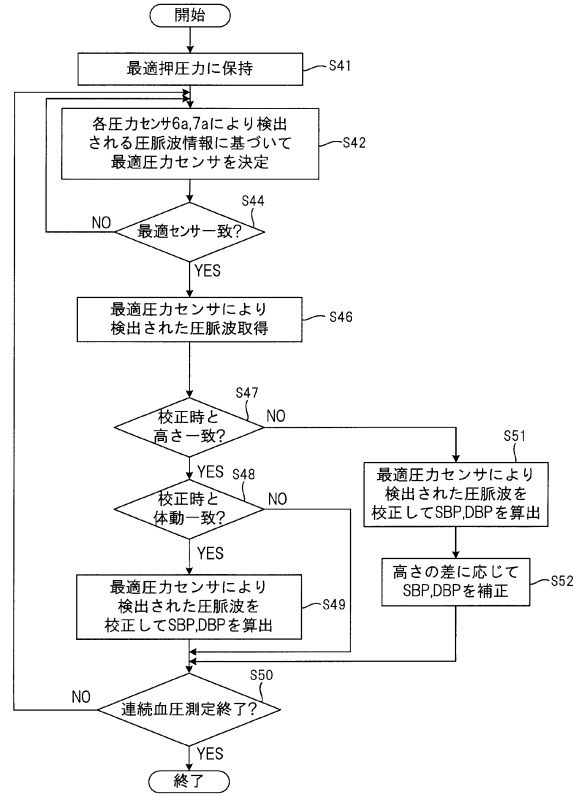 開始
最適押圧力に保持
S41
各圧力センサ6a,7aにより検出
される圧脈波情報に基づいて
最適圧力センサを決定
S42
S44
NO
最適センサ一致?
YES
最適圧力センサにより
検出された圧脈波取得
S46
S47
校正時と
高さ一致?
NO
YES
S48
校正時と
体動一致?
NO
YES
S51
最適圧力センサにより
検出された圧脈波を
校正してSBP,DBPを算出
高さの差に応じて
SBP,DBPを補正
S52
最適圧力センサにより
検出された圧脈波を
校正してSBP,DBPを算出
S49
S50
NO
連続血圧測定終了?
YES
終了